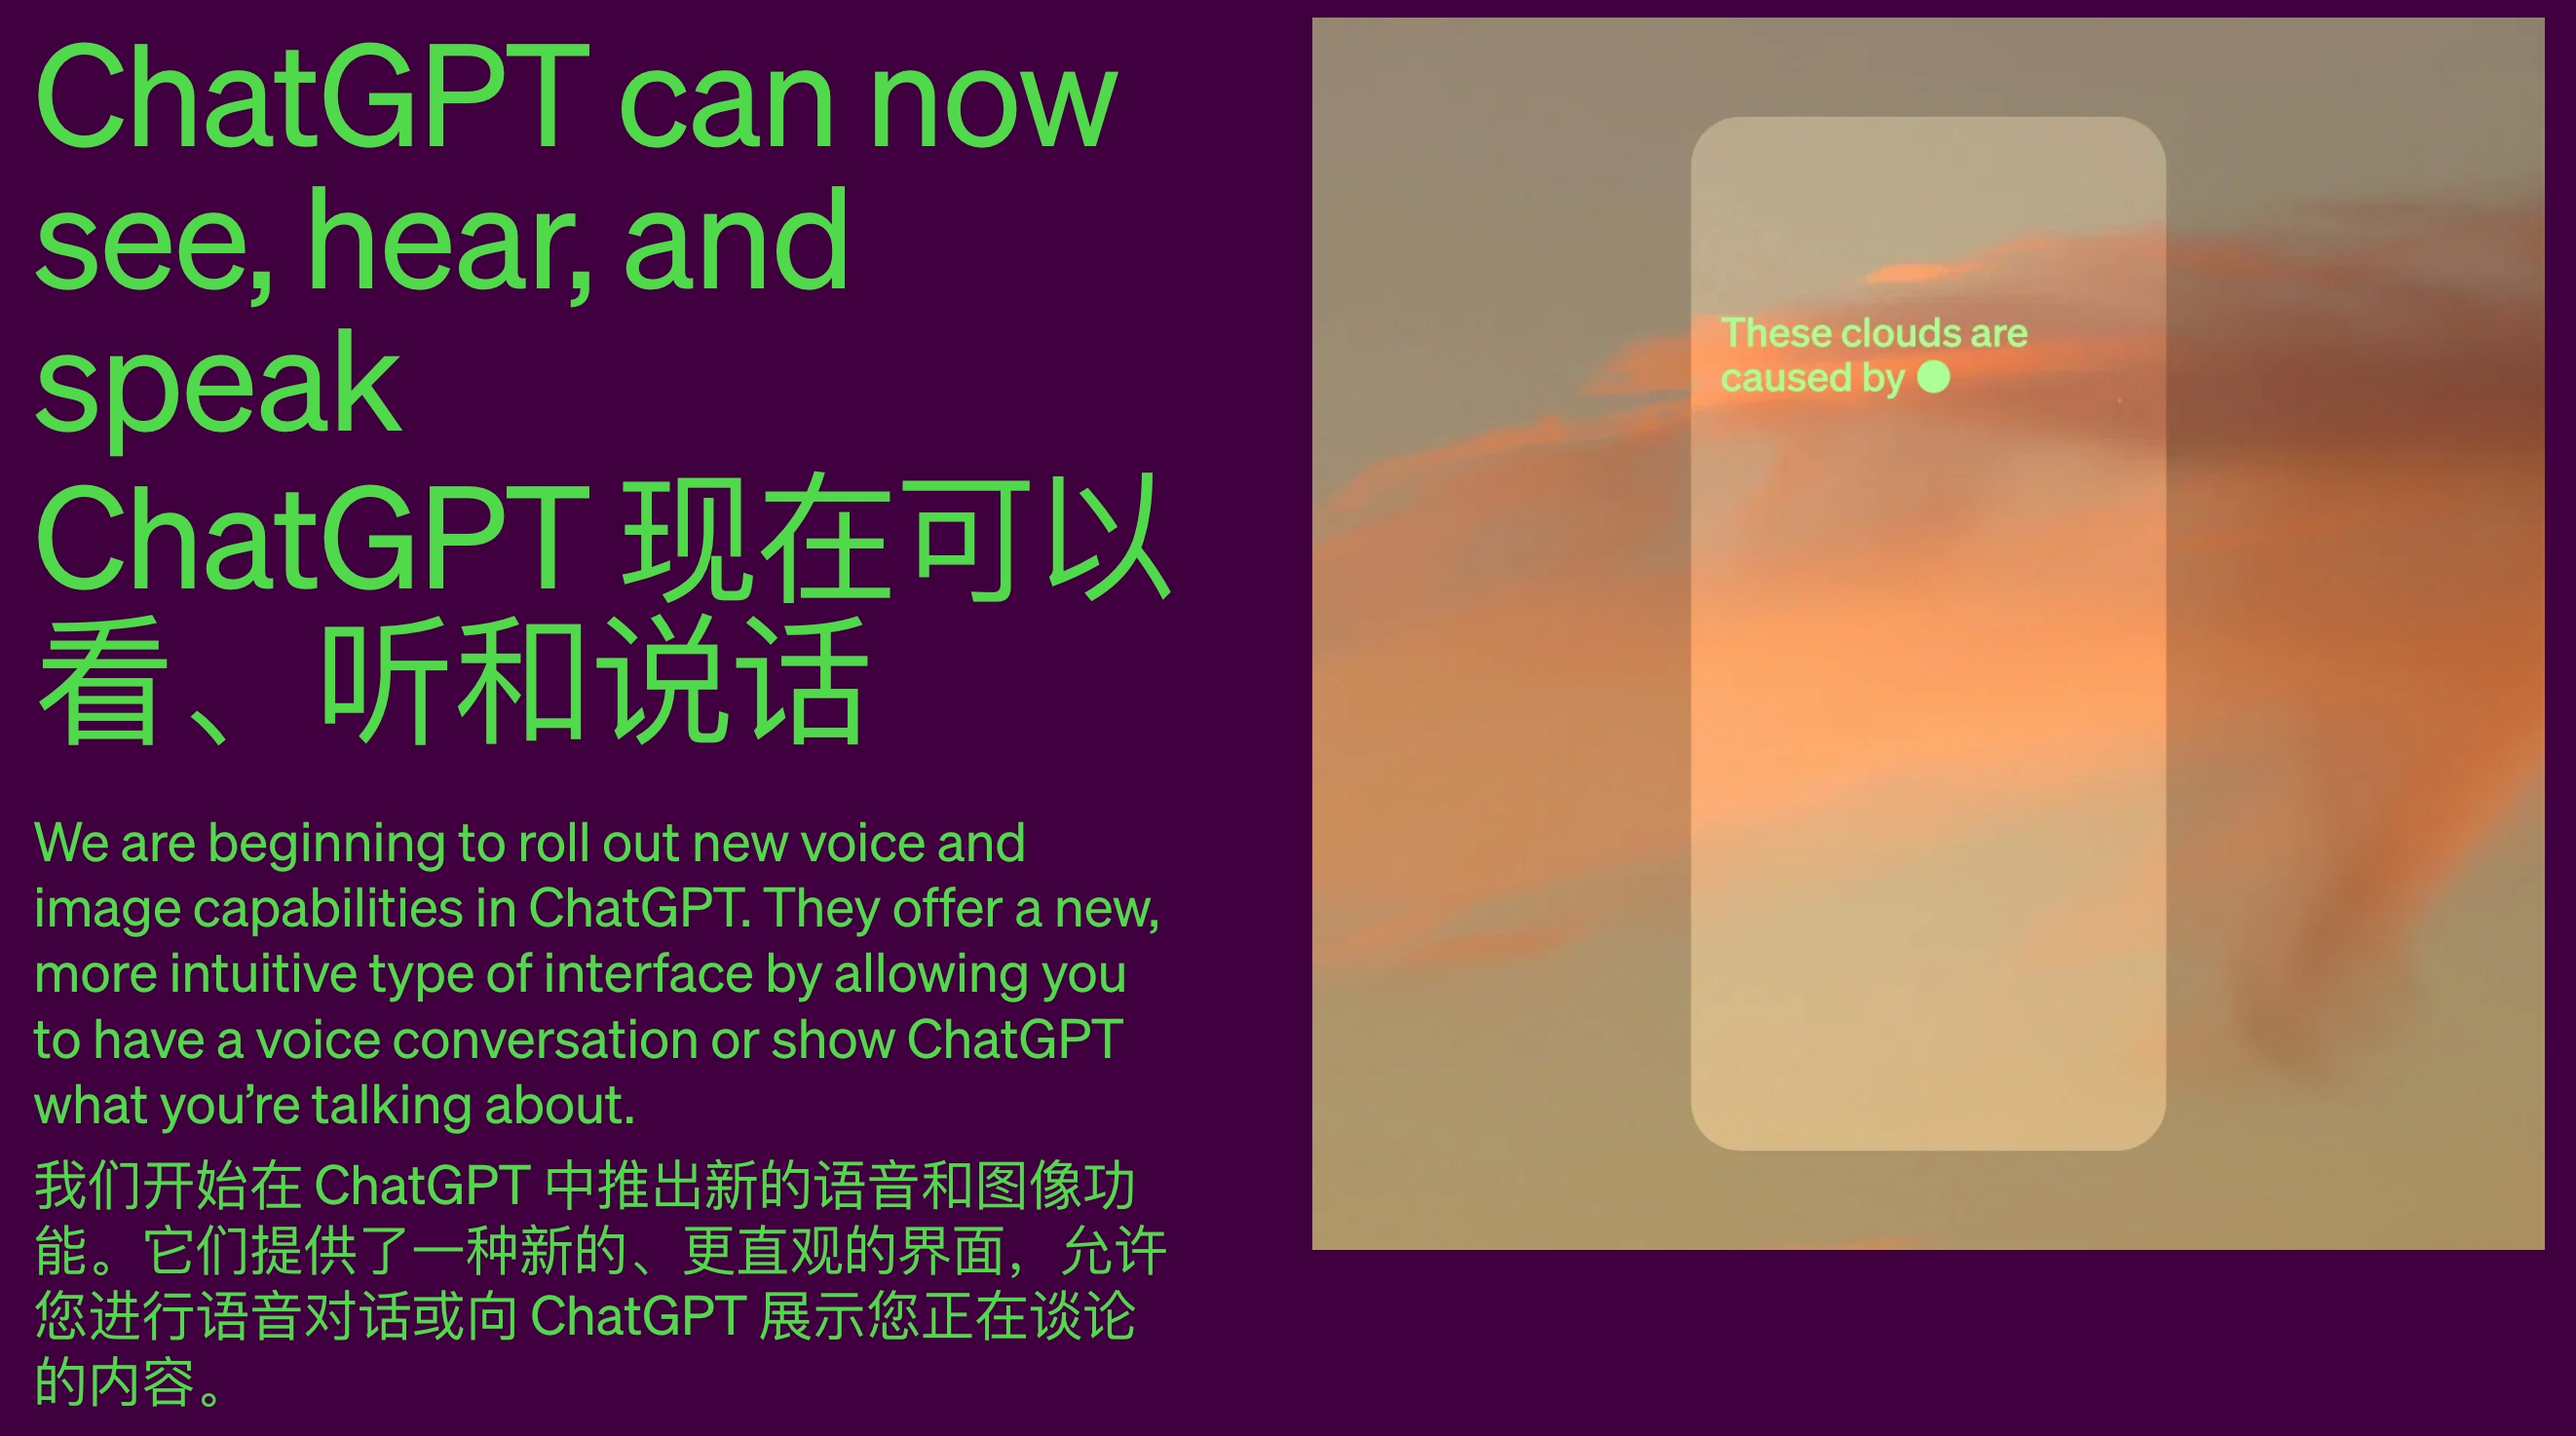 ChatGPT can now
see, hear, and
speak
ChatGPT 现在可以
看、听和说话
We are beginning to roll out new voice and
image capabilities in ChatGPT. They offer a new,
more intuitive type of interface by allowing you
to have a voice conversation or show ChatGPT
what you’re talking about.
我们开始在 ChatGPT 中推出新的语音和图像功
能。它们提供了一种新的、更直观的界面，允许
您进行语音对话或向 ChatGPT 展示您正在谈论
的内容。
These clouds are
caused by